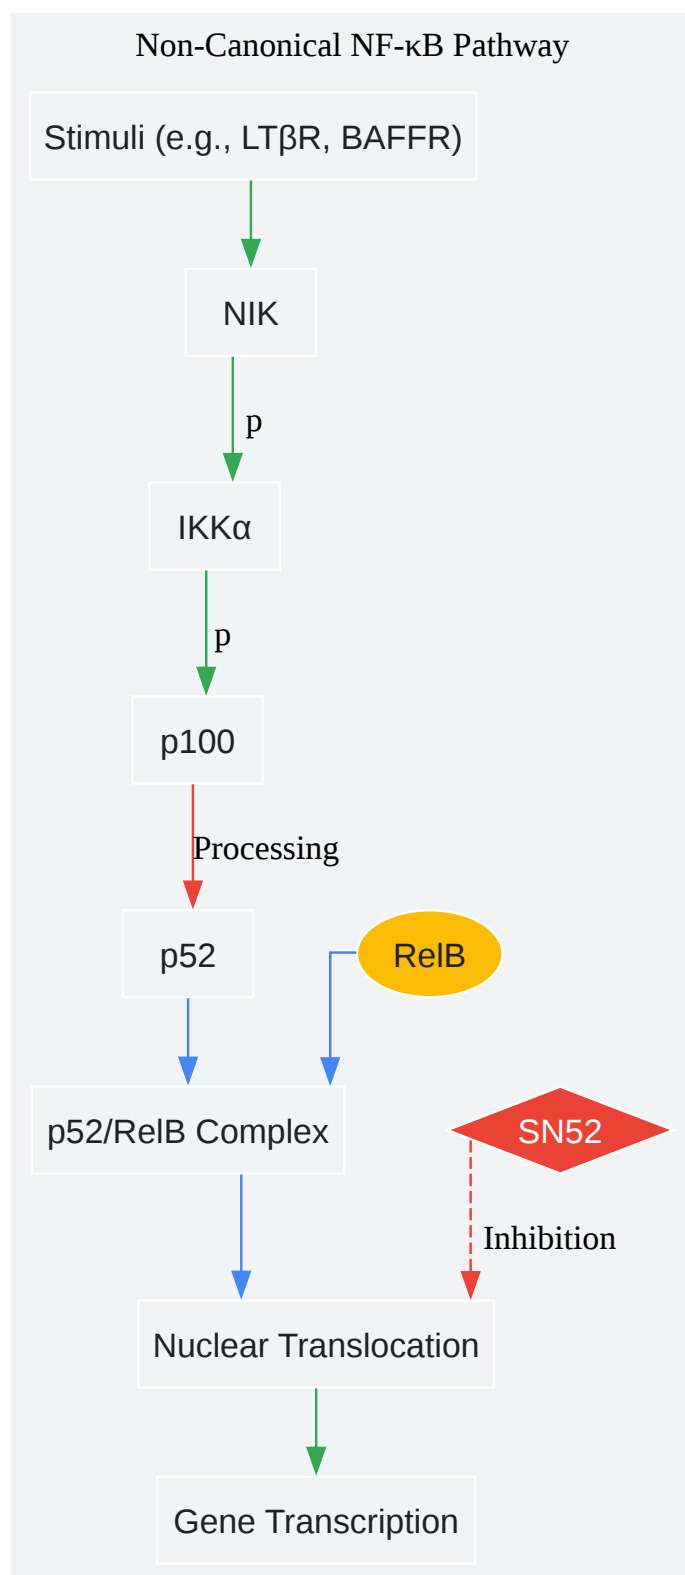 Non-Canonical NF-κB Pathway
Stimuli (e.g., LTβR, BAFFR)
NIK
p
IKKα
p
p100
Processing
p52
RelB
p52/RelB Complex
SN52
Inhibition
Nuclear Translocation
Gene Transcription